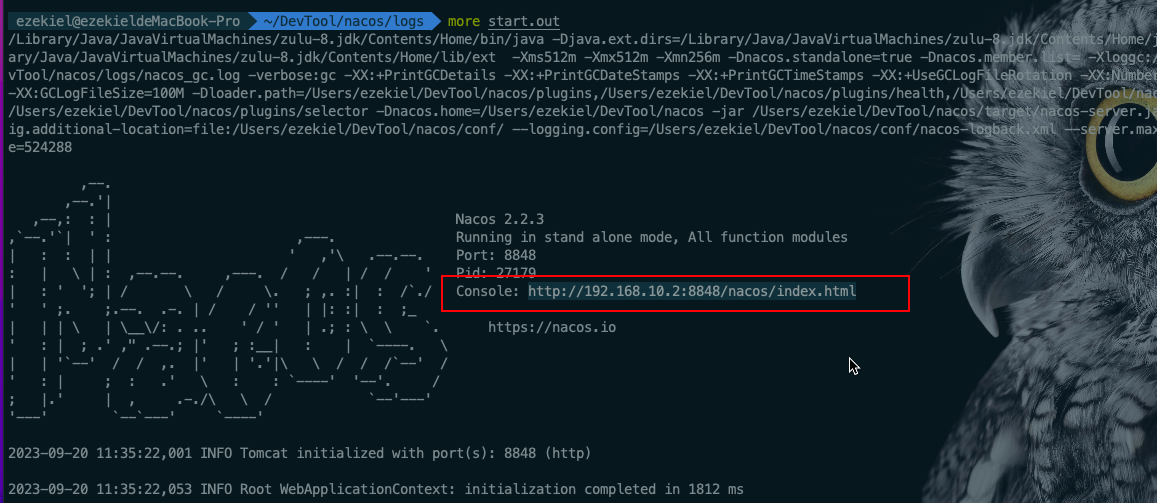 ezekiel@ezekieldeMacBook-Pro ~/DevTool/nacos/logs more start.out
/Library/Java/JavaVirtualMachines/zulu-8.jdk/Contents/Home/bin/java -Djava.ext.dirs=/Library/Java/JavaVirtualMachines/zulu-8.jdk/Contents/Home/j
ary/Java/JavaVirtualMachines/zulu-8.jdk/Contents/Home/lib/ext -Xms512m -Xmx512m -Xmn256m -Dnacos.standalone=true -Dnacos.member.list= -Xloggc:/
vTool/nacos/logs/nacos_gc.log -verbose:gc -XX:+PrintGCDetails -XX:+PrintGCDateStamps -XX:+PrintGCTimeStamps -XX:+UseGCLogFileRotation -XX:Number
-XX:GCLogFileSize=100M -Dloader.path=/Users/ezekiel/DevTool/nacos/plugins,/Users/ezekiel/DevTool/nacos/plugins/health,/Users/ezekiel/DevTool/nac
/Users/ezekiel/DevTool/nacos/plugins/selector -Dnacos.home=/Users/ezekiel/DevTool/nacos -jar /Users/ezekiel/DevTool/nacos/target/nacos-server.j
ig.additional-location=file:/Users/ezekiel/DevTool/nacos/conf/ --logging.config=/Users/ezekiel/DevTool/nacos/conf/nacos-logback.xml --server.max
e=524288
Nacos 2.2.3
Running in stand alone mode, All function modules
Port: 8848
Pid: 27179
Console: http://192.168.10.2:8848/nacos/index.html
https://nacos.io
2023-09-20 11:35:22,001 INFO Tomcat initialized with port(s): 8848 (http)
2023-09-20 11:35:22,053 INFO Root WebApplicationContext: initialization completed in 1812 ms